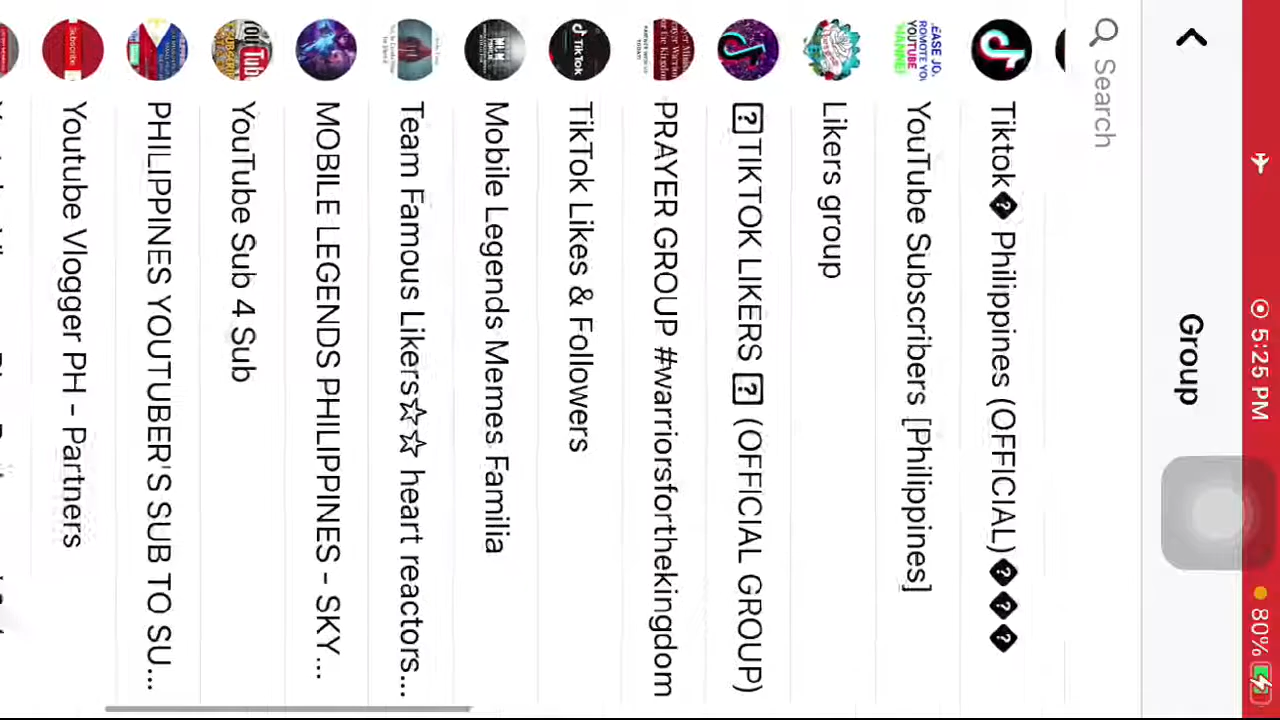 5:25 PM
80%
Group
Search
Tiktok� Philippines (OFFICIAL)���
YouTube Subscribers [Philippines]
Likers group
⍰ TIKTOK LIKERS ⍰ (OFFICIAL GROUP)
PRAYER GROUP #warriorsforthekingdom
TikTok Likes & Followers
Mobile Legends Memes Familia
Team Famous Likers☆☆ heart reactors...
MOBILE LEGENDS PHILIPPINES - SKY...
YouTube Sub 4 Sub
PHILIPPINES YOUTUBER'S SUB TO SU...
Youtube Vlogger PH - Partners